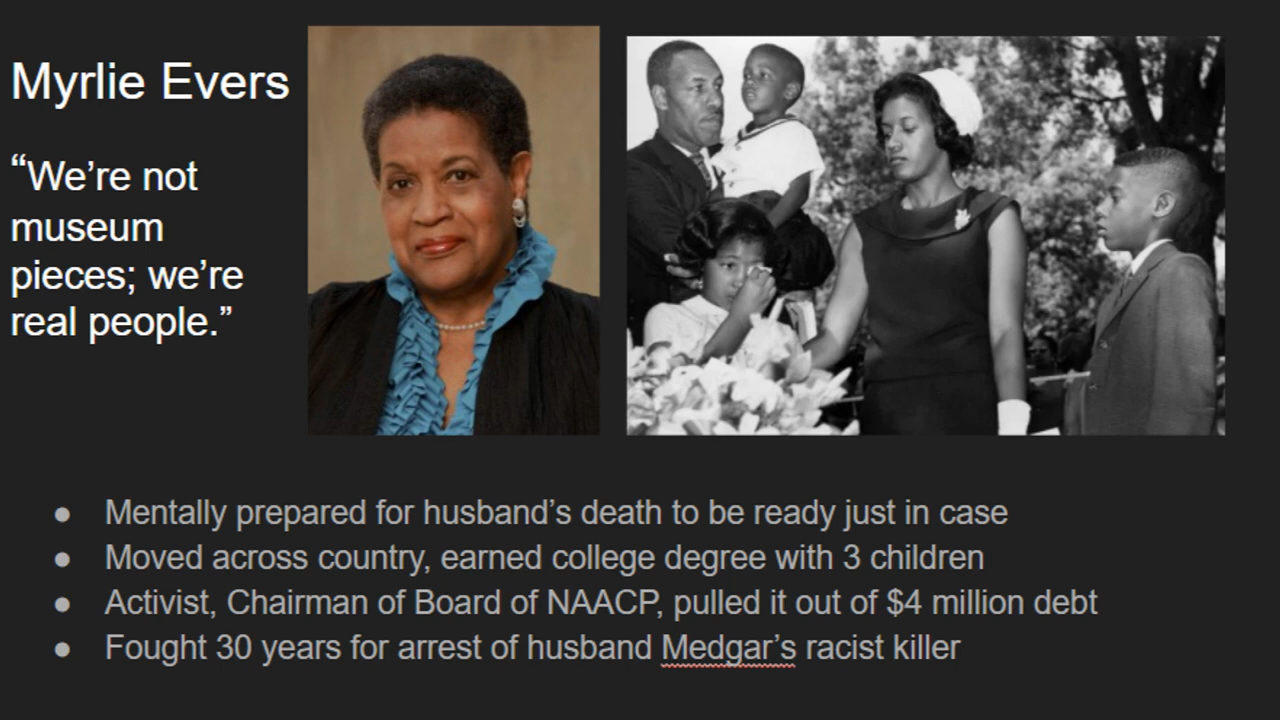 Myrlie Evers
“We’re not
museum
pieces; we’re
real people.”
● Mentally prepared for husband’s death to be ready just in case
● Moved across country, earned college degree with 3 children
● Activist, Chairman of Board of NAACP, pulled it out of $4 million debt
● Fought 30 years for arrest of husband Medgar’s racist killer